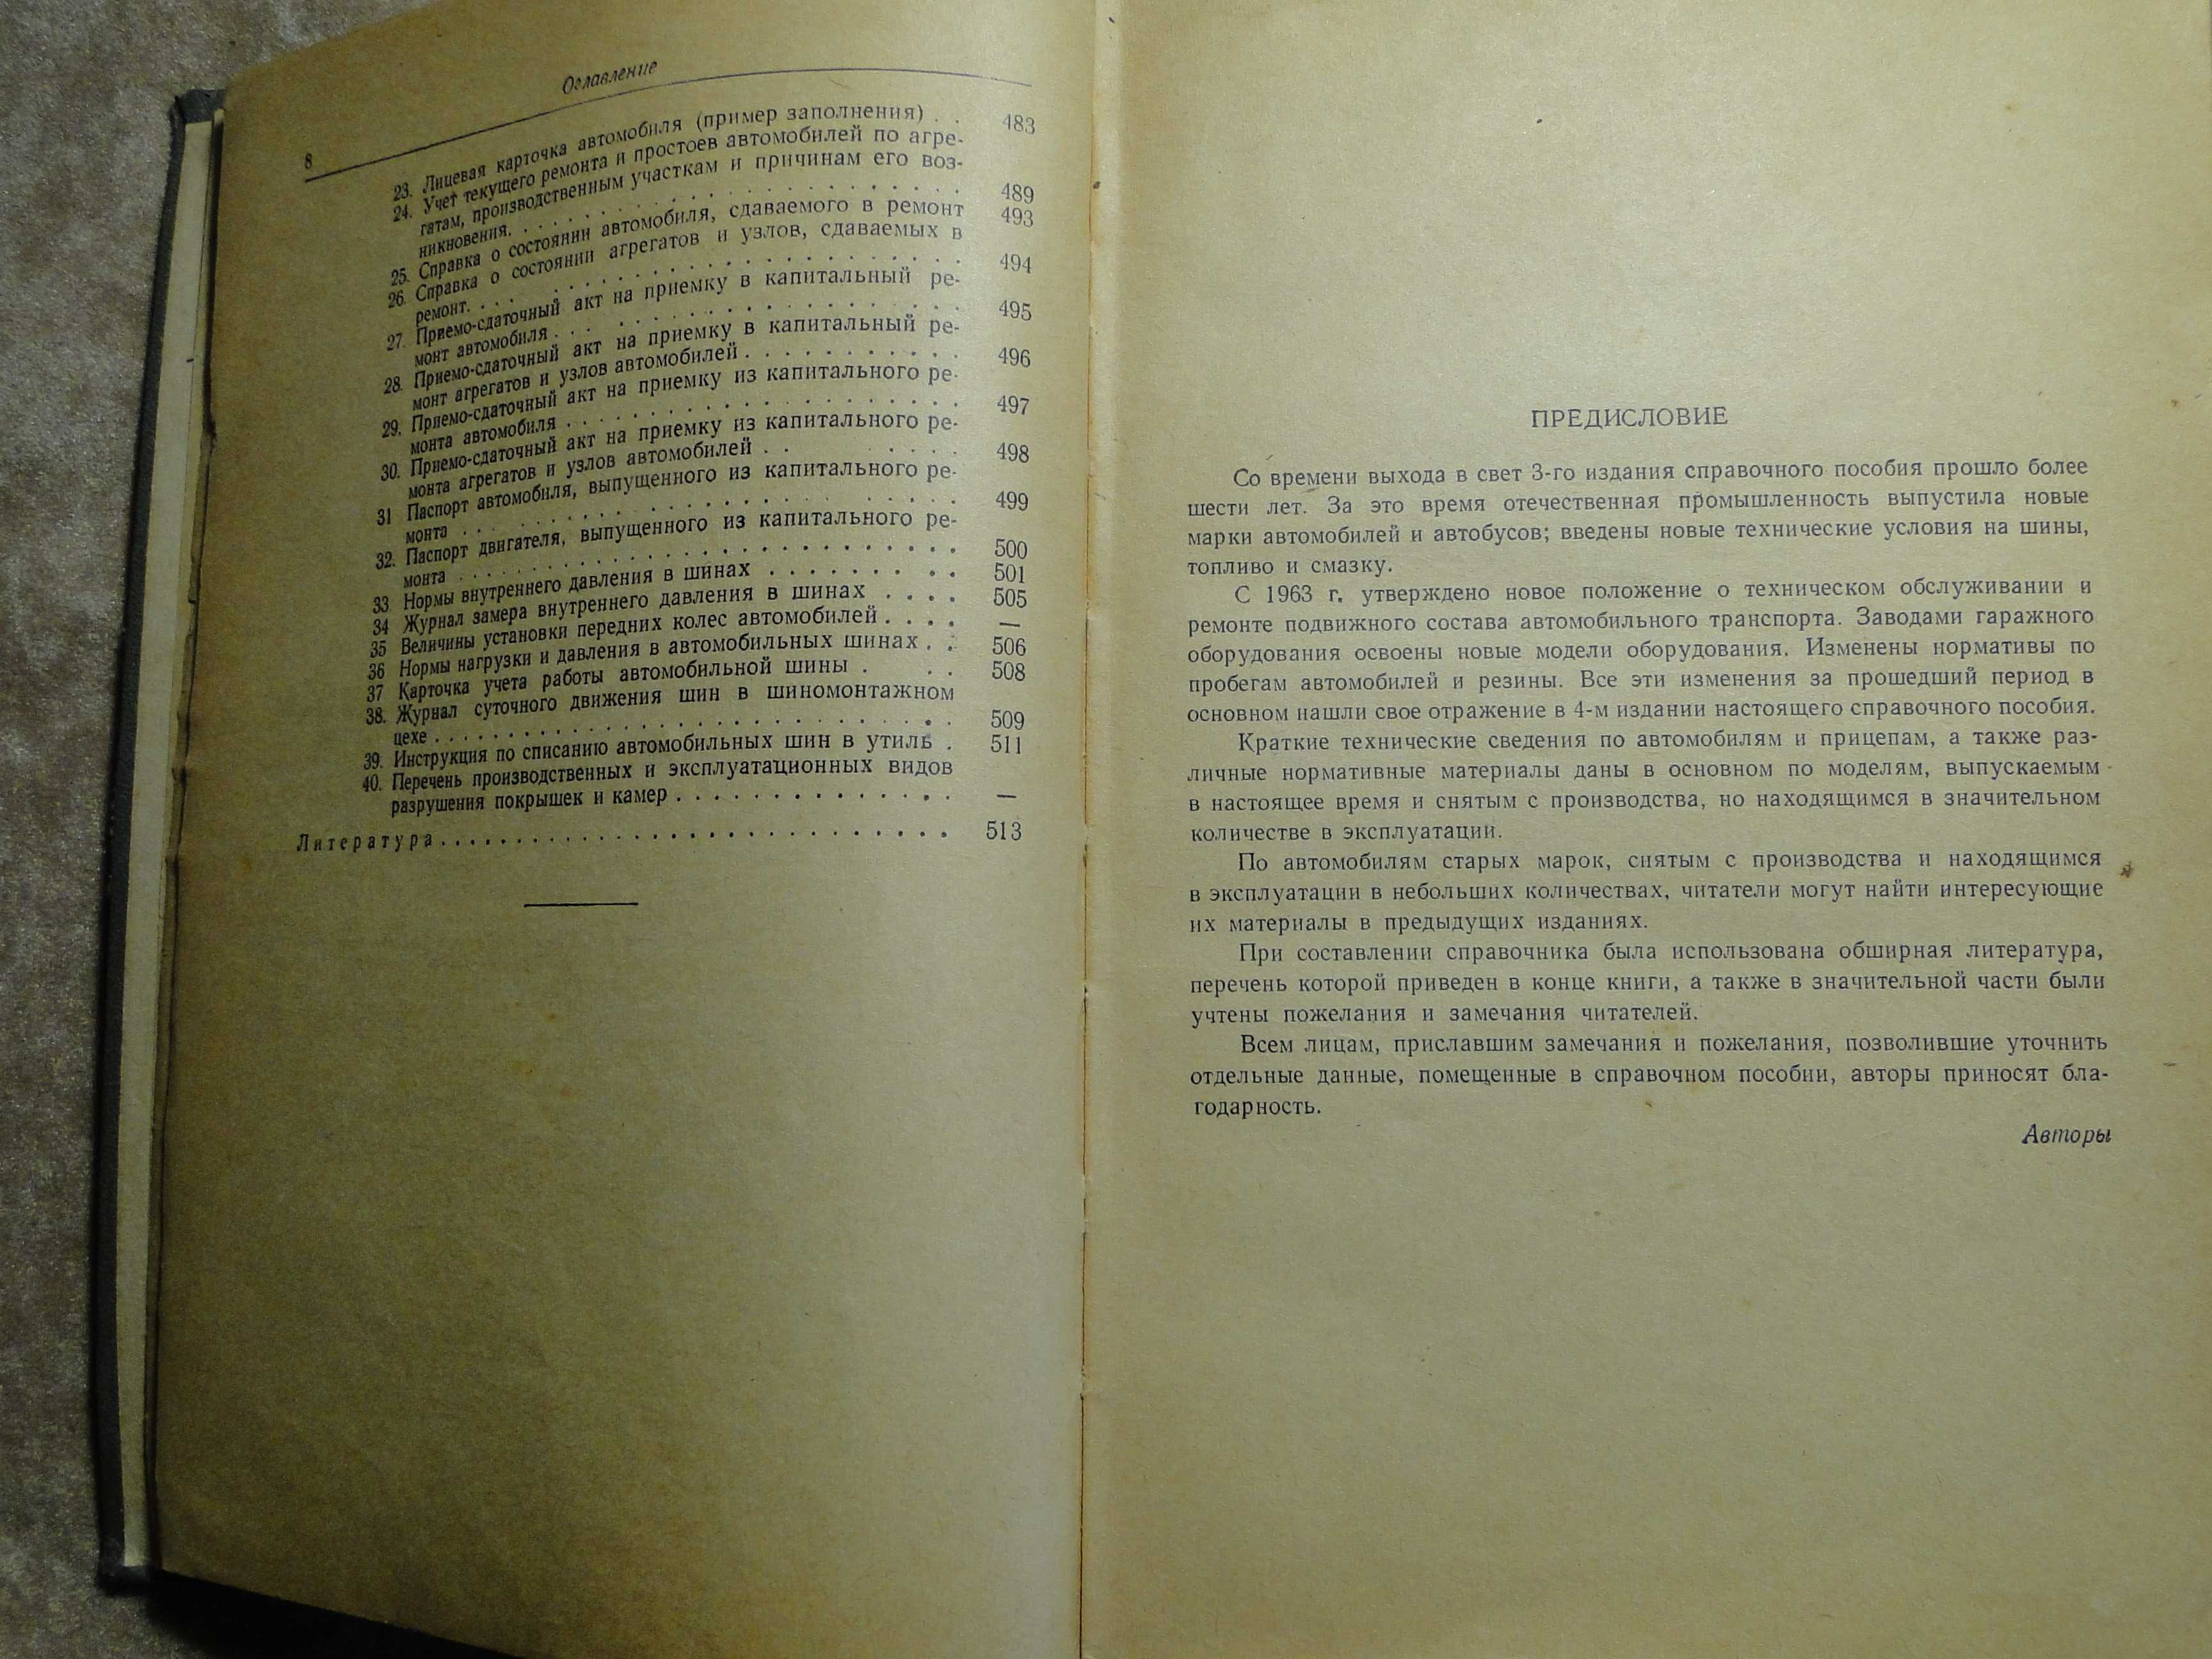 8
Оглавление
23. Лицевая карточка автомобиля (пример заполнения) . . 483
24. Учет текущего ремонта и простоев автомобилей по агре-
гатам, производственным участкам и причинам его воз-
никновения. . . . . . . . . . . . . . . . . . 489
25. Справка о состоянии автомобиля, сдаваемого в ремонт 493
26. Справка о состоянии агрегатов и узлов, сдаваемых в
ремонт. . . . . . . . . . . . . . . . . . . . 494
27. Приемо-сдаточный акт на приемку в капитальный ре-
монт автомобиля . . . . . . . . . . . . . . . 495
28. Приемо-сдаточный акт на приемку в капитальный ре-
монт агрегатов и узлов автомобилей . . . . . . . . . . 496
29. Приемо-сдаточный акт на приемку из капитального ре-
монта автомобиля . . . . . . . . . . . . . . . 497
30. Приемо-сдаточный акт на приемку из капитального ре-
монта агрегатов и узлов автомобилей . . . . . . . 498
31 Паспорт автомобиля, выпущенного из капитального ре-
монта . . . . . . . . . . . . . . . . . . . . 499
32. Паспорт двигателя, выпущенного из капитального ре-
монта . . . . . . . . . . . . . . . . . . . . 500
33 Нормы внутреннего давления в шинах . . . . . . . . . 501
34 Журнал замера внутреннего давления в шинах . . . . 505
35 Величины установки передних колес автомобилей . . . . —
36 Нормы нагрузки и давления в автомобильных шинах . . 506
37 Карточка учета работы автомобильной шины . . . 508
38. Журнал суточного движения шин в шиномонтажном
цехе . . . . . . . . . . . . . . . . . . . . . 509
39. Инструкция по списанию автомобильных шин в утиль . 511
40. Перечень производственных и эксплуатационных видов
разрушения покрышек и камер . . . . . . . . . . . . . —
Литература . . . . . . . . . . . . . . . . . . . . . . . . 513
ПРЕДИСЛОВИЕ
Со времени выхода в свет 3-го издания справочного пособия прошло более
шести лет. За это время отечественная промышленность выпустила новые
марки автомобилей и автобусов; введены новые технические условия на шины,
топливо и смазку.
С 1963 г. утверждено новое положение о техническом обслуживании и
ремонте подвижного состава автомобильного транспорта. Заводами гаражного
оборудования освоены новые модели оборудования. Изменены нормативы по
пробегам автомобилей и резины. Все эти изменения за прошедший период в
основном нашли свое отражение в 4-м издании настоящего справочного пособия.
Краткие технические сведения по автомобилям и прицепам, а также раз-
личные нормативные материалы даны в основном по моделям, выпускаемым
в настоящее время и снятым с производства, но находящимся в значительном
количестве в эксплуатации.
По автомобилям старых марок, снятым с производства и находящимся
в эксплуатации в небольших количествах, читатели могут найти интересующие
их материалы в предыдущих изданиях.
При составлении справочника была использована обширная литература,
перечень которой приведен в конце книги, а также в значительной части были
учтены пожелания и замечания читателей.
Всем лицам, приславшим замечания и пожелания, позволившие уточнить
отдельные данные, помещенные в справочном пособии, авторы приносят бла-
годарность.
Авторы